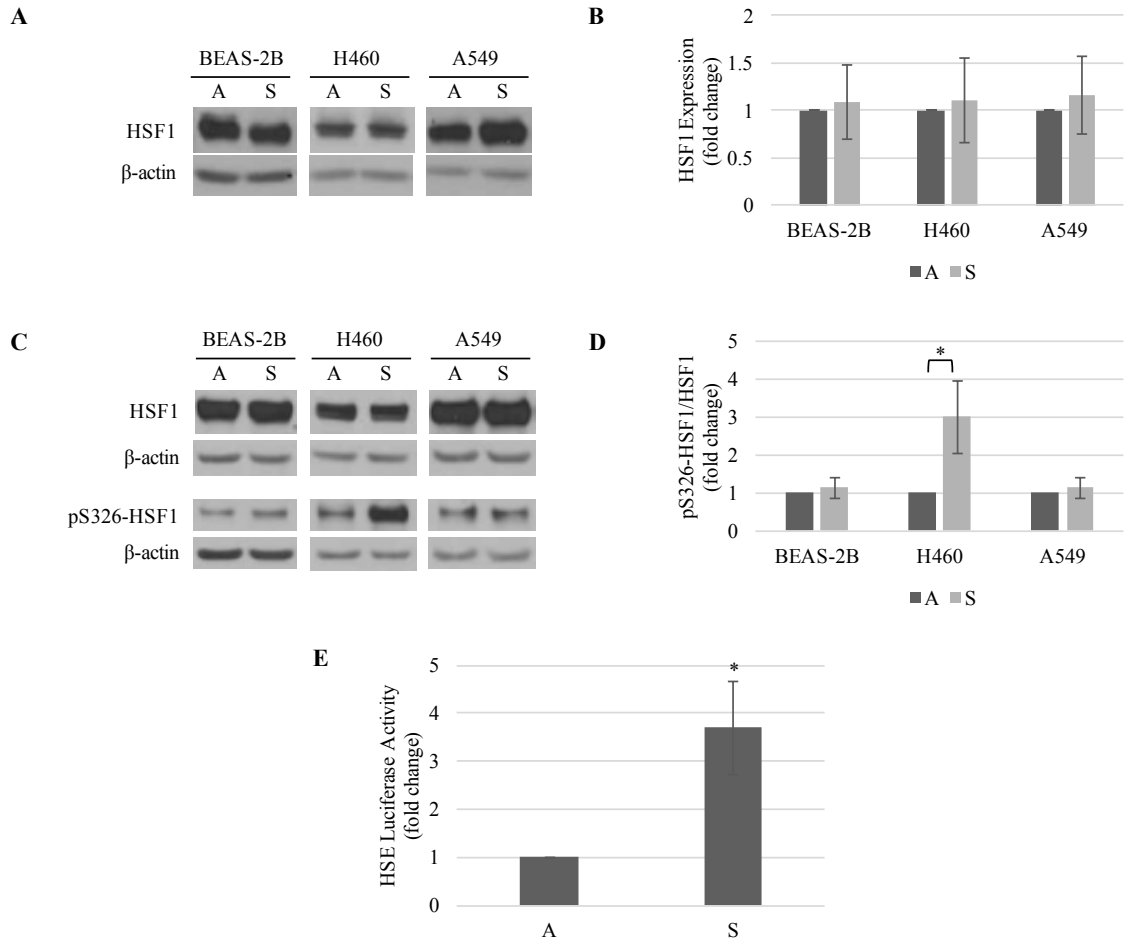 A
BEAS-2B H460 A549
A S A S A S
HSF1
β-actin
B
HSF1 Expression
(fold change)
2
1.5
1
0.5
0
BEAS-2B H460 A549
A S
C
BEAS-2B H460 A549
A S A S A S
HSF1
β-actin
pS326-HSF1
β-actin
D
pS326-HSF1/HSF1
(fold change)
5
4
3
2
1
0
*
BEAS-2B H460 A549
A S
E
HSE Luciferase Activity
(fold change)
5
4
3
2
1
0
*
A S